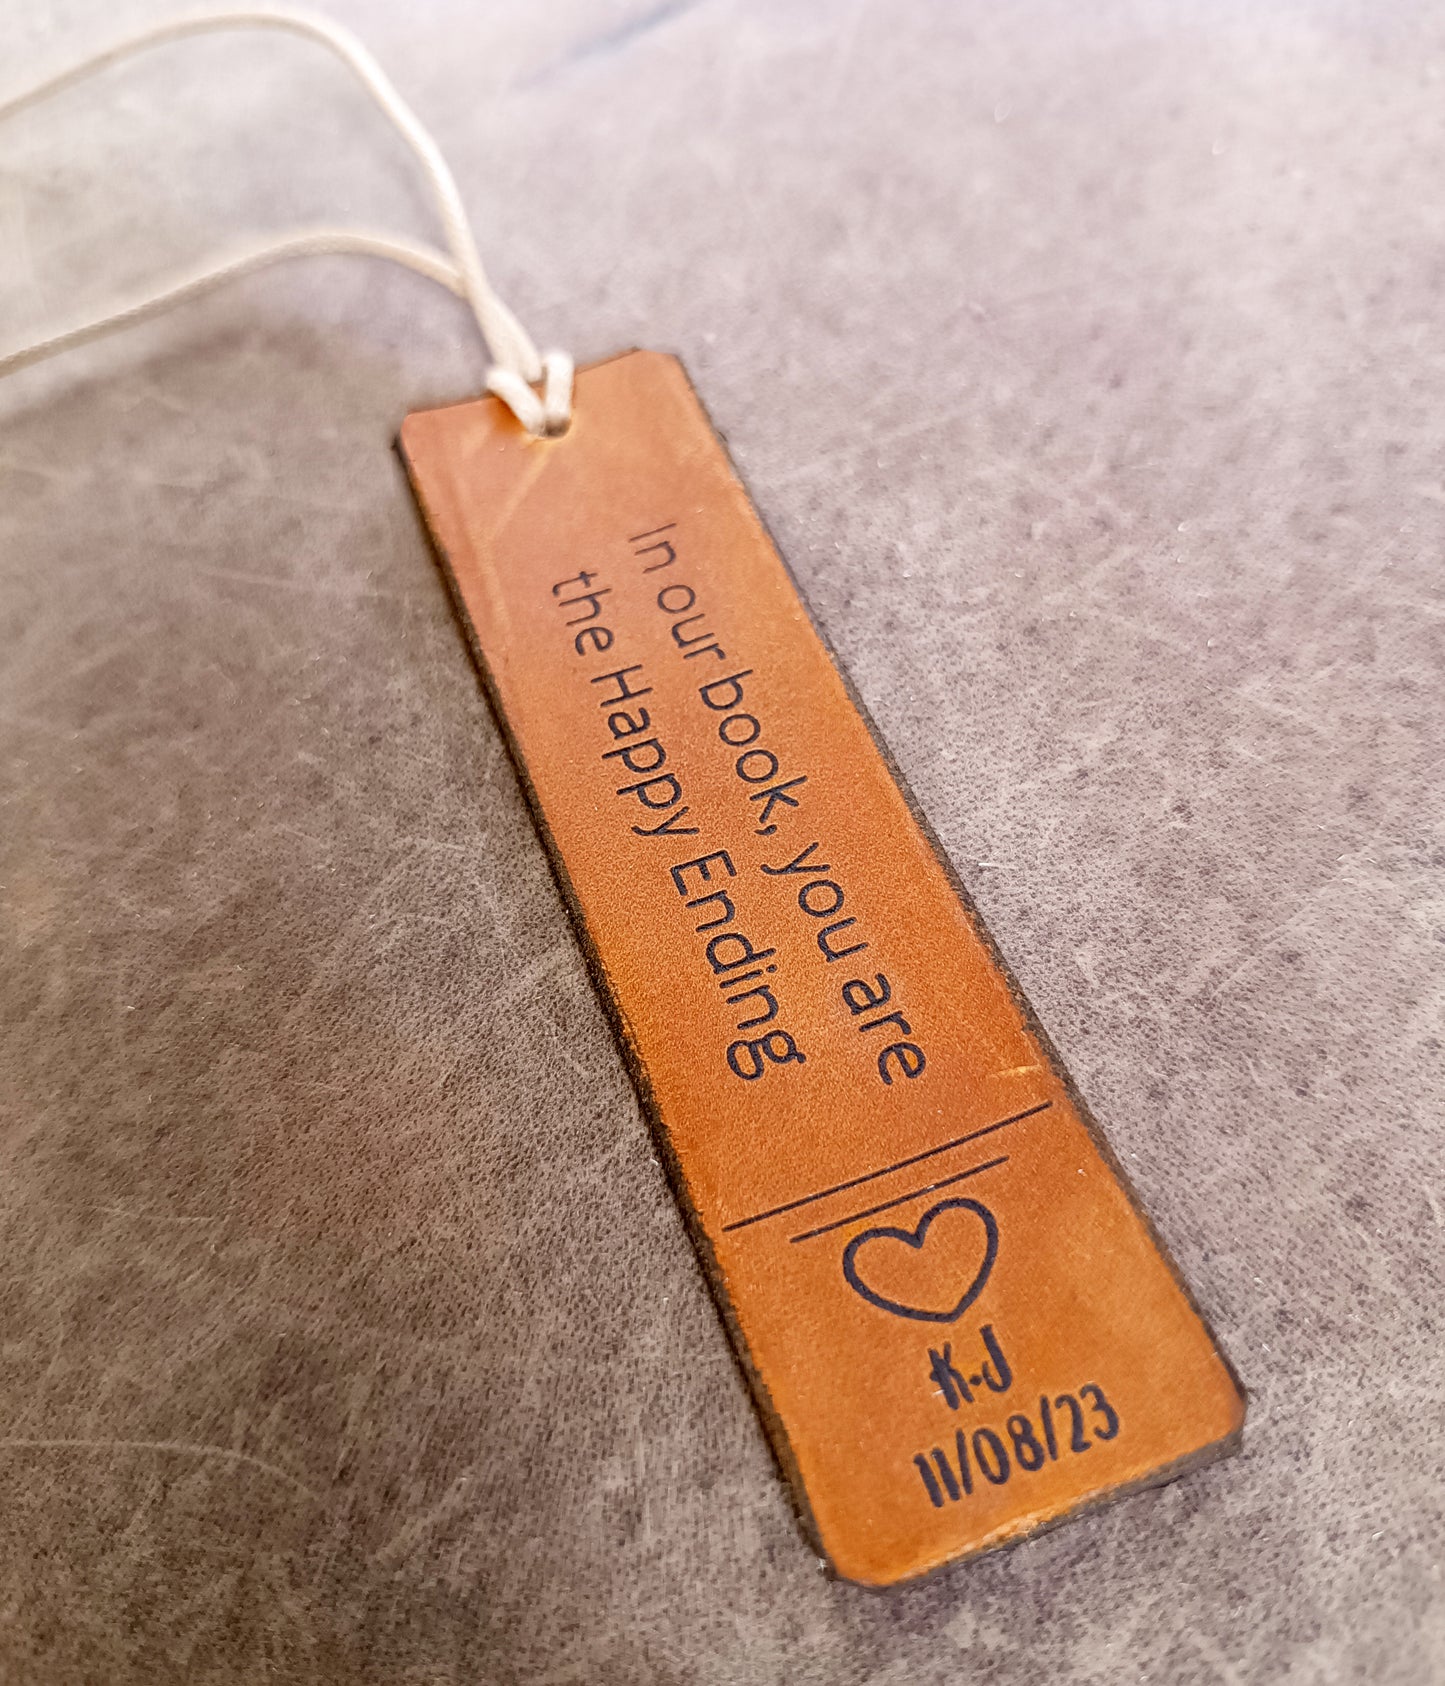 In our book, you are
the Happy Ending
K·J
11/08/23